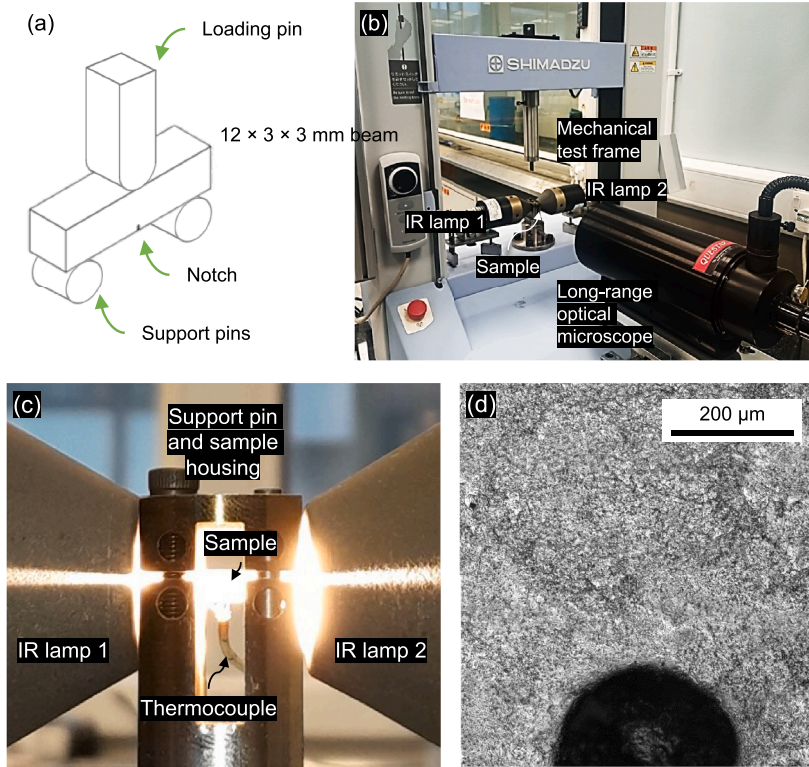 (a)
Loading pin
12 × 3 × 3 mm beam
Notch
Support pins
(b)
SHIMADZU
Mechanical
test frame
IR lamp 1
IR lamp 2
Sample
QUESTAR
Long-range
optical
microscope
(c)
Support pin
and sample
housing
Sample
IR lamp 1
IR lamp 2
Thermocouple
(d)
200 µm